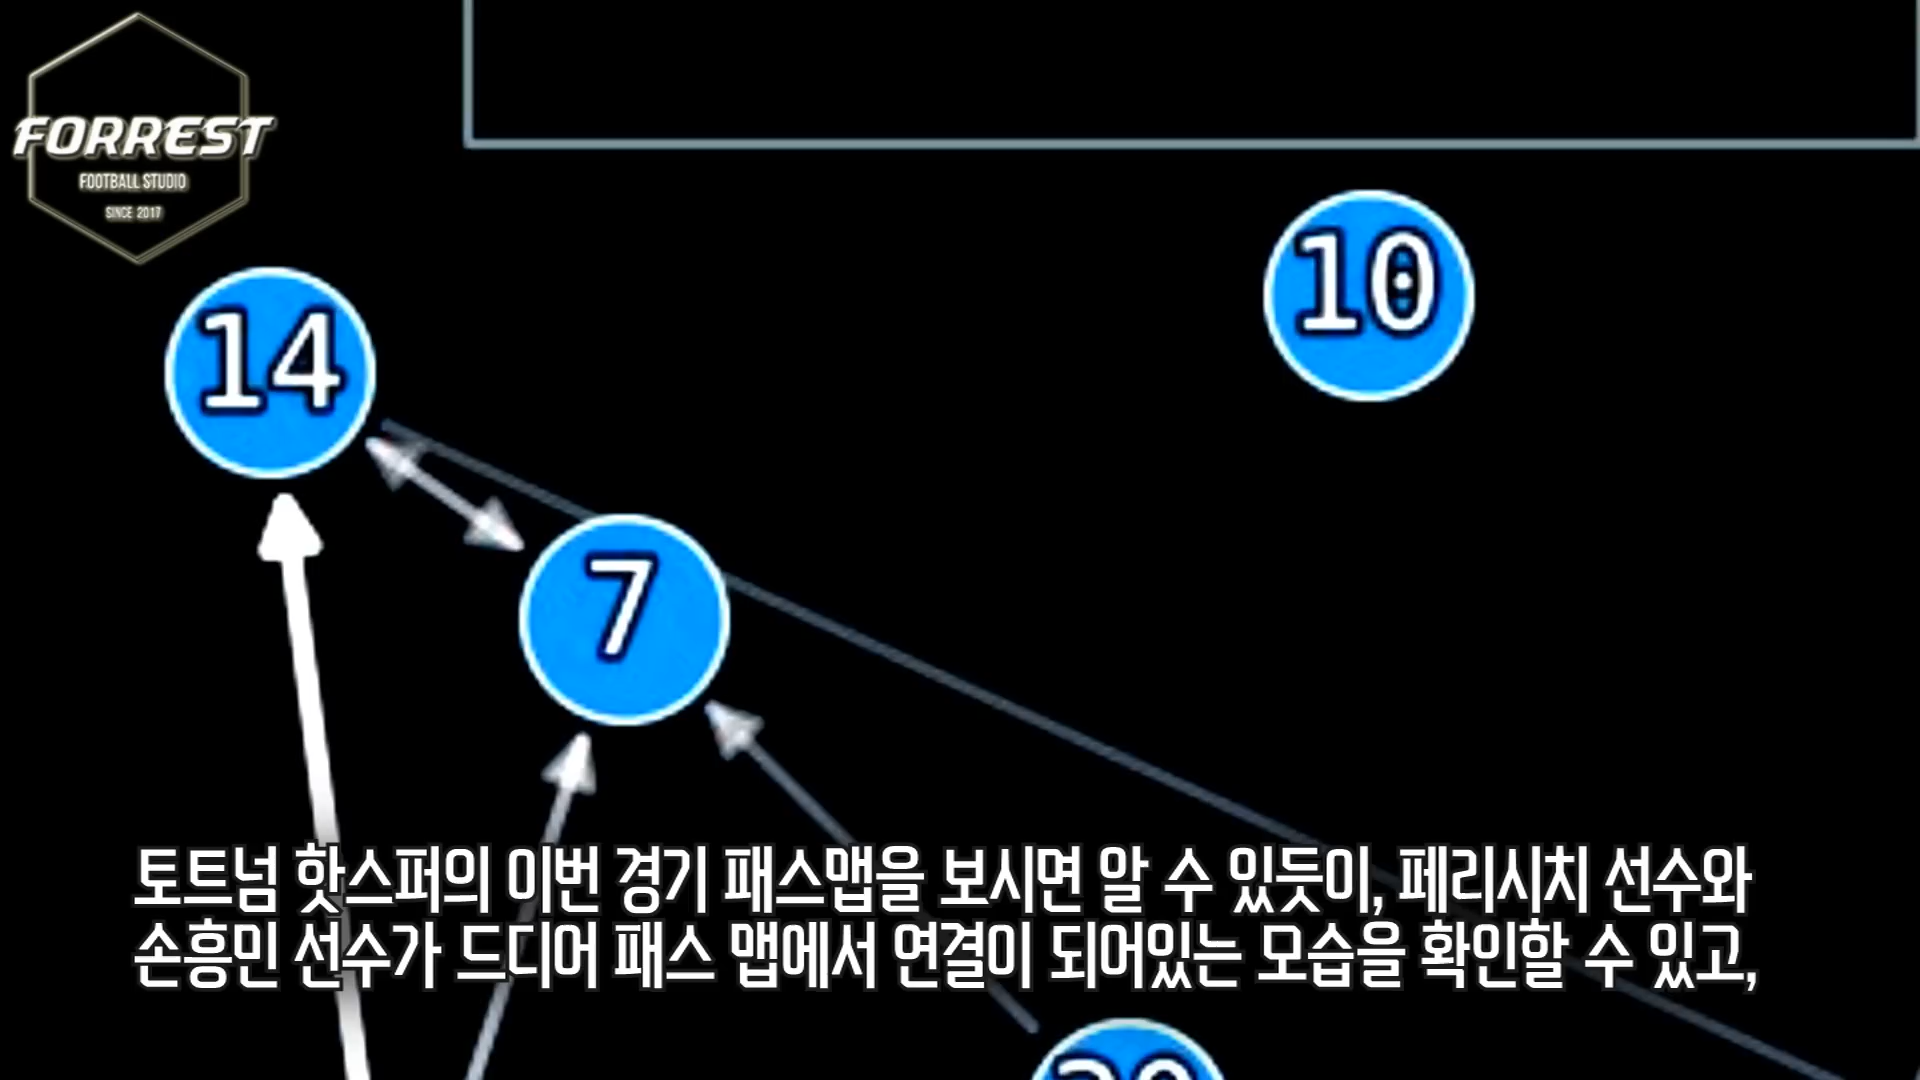 FORREST
FOOTBALL STUDIO
SINCE 2017
10
14
7
토트넘 핫스퍼의 이번 경기 패스맵을 보시면 알 수 있듯이, 페리시치 선수와
손흥민 선수가 드디어 패스 맵에서 연결이 되어있는 모습을 확인할 수 있고,